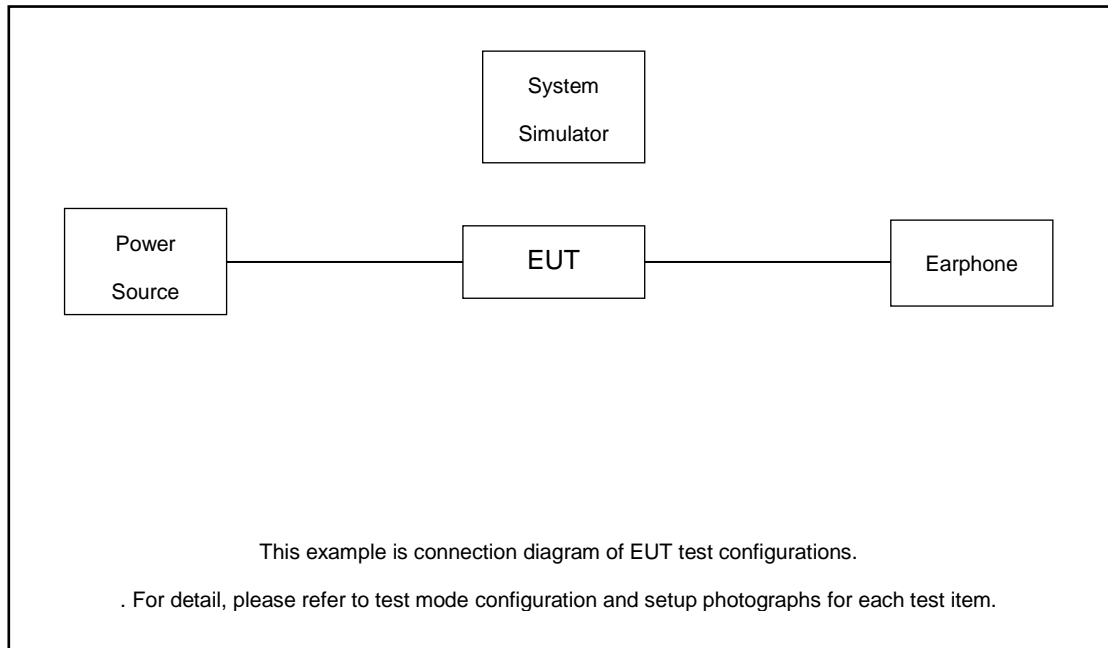 System
Simulator
Power
Source
EUT
Earphone
This example is connection diagram of EUT test configurations.
. For detail, please refer to test mode configuration and setup photographs for each test item.